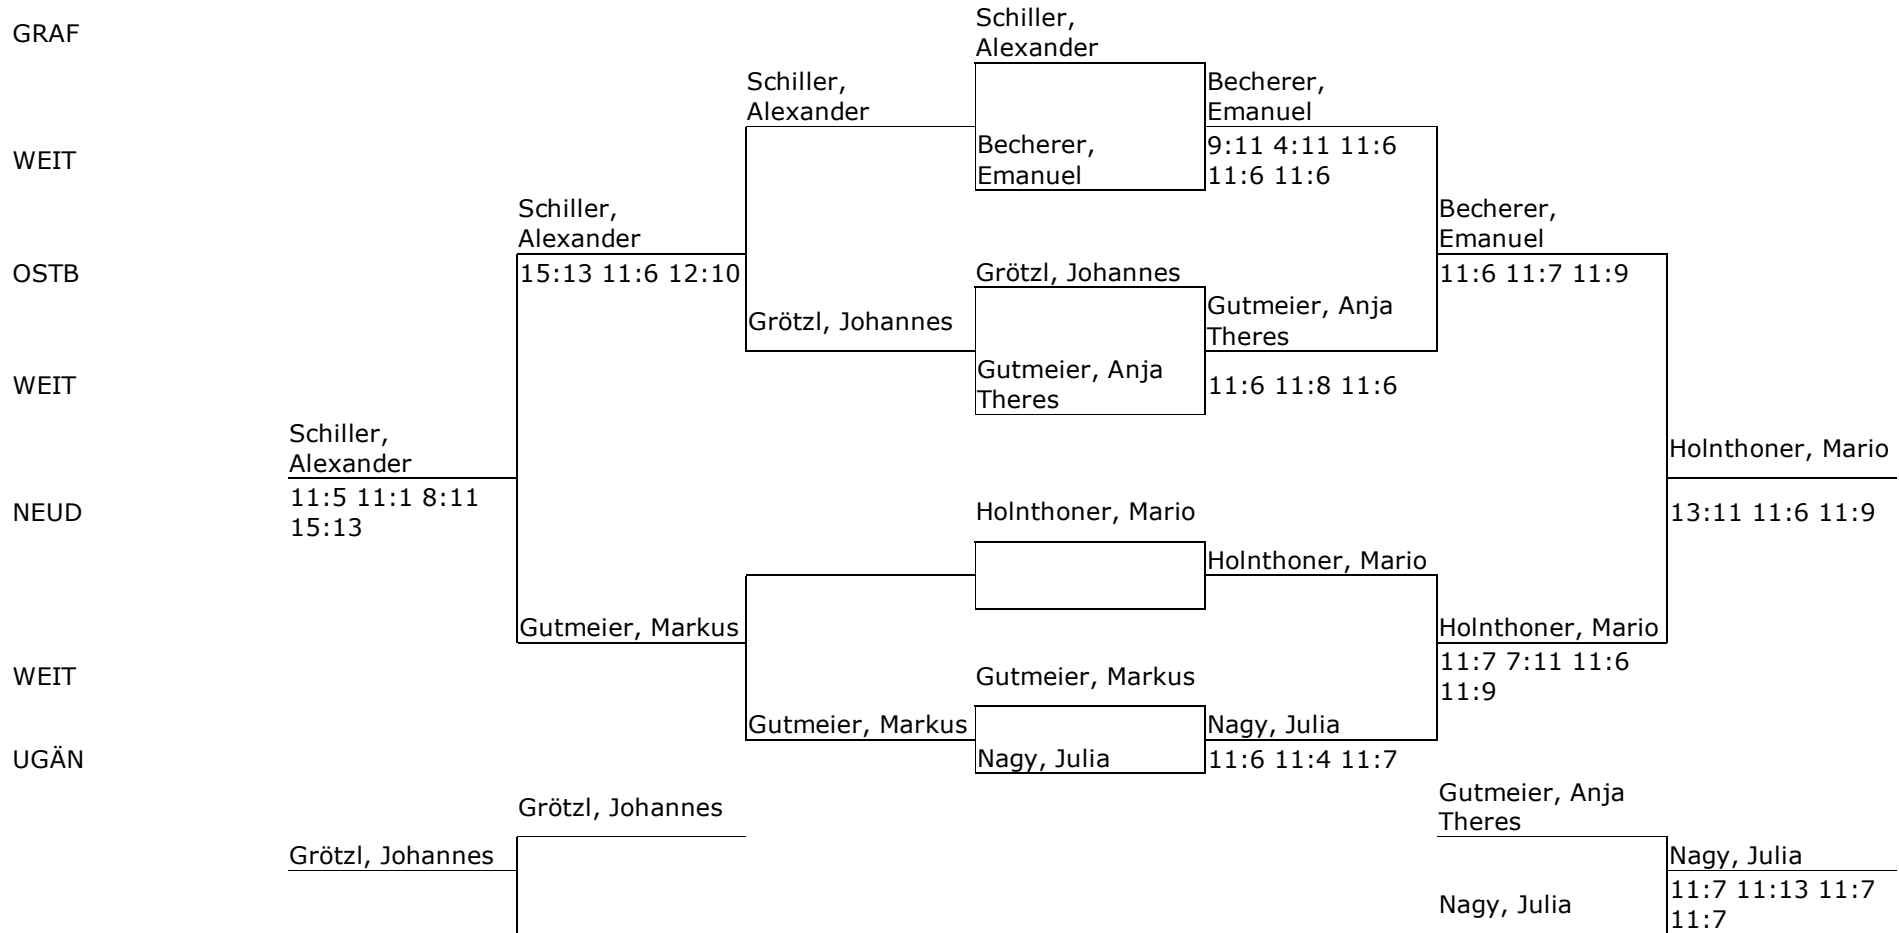 GRAF
Schiller,
Alexander
Schiller,
Alexander
Becherer,
Emanuel
WEIT
Becherer,
Emanuel
9:11 4:11 11:6
11:6 11:6
Schiller,
Alexander
Becherer,
Emanuel
OSTB
15:13 11:6 12:10
Grötzl, Johannes
11:6 11:7 11:9
Grötzl, Johannes
Gutmeier, Anja
Theres
WEIT
Gutmeier, Anja
Theres
11:6 11:8 11:6
Schiller,
Alexander
Holnthoner, Mario
11:5 11:1 8:11
15:13
NEUD
Holnthoner, Mario
13:11 11:6 11:9
Holnthoner, Mario
Gutmeier, Markus
Holnthoner, Mario
11:7 7:11 11:6
11:9
WEIT
Gutmeier, Markus
Gutmeier, Markus
Nagy, Julia
UGÄN
Nagy, Julia
11:6 11:4 11:7
Grötzl, Johannes
Gutmeier, Anja
Theres
Grötzl, Johannes
Nagy, Julia
11:7 11:13 11:7
11:7
Nagy, Julia